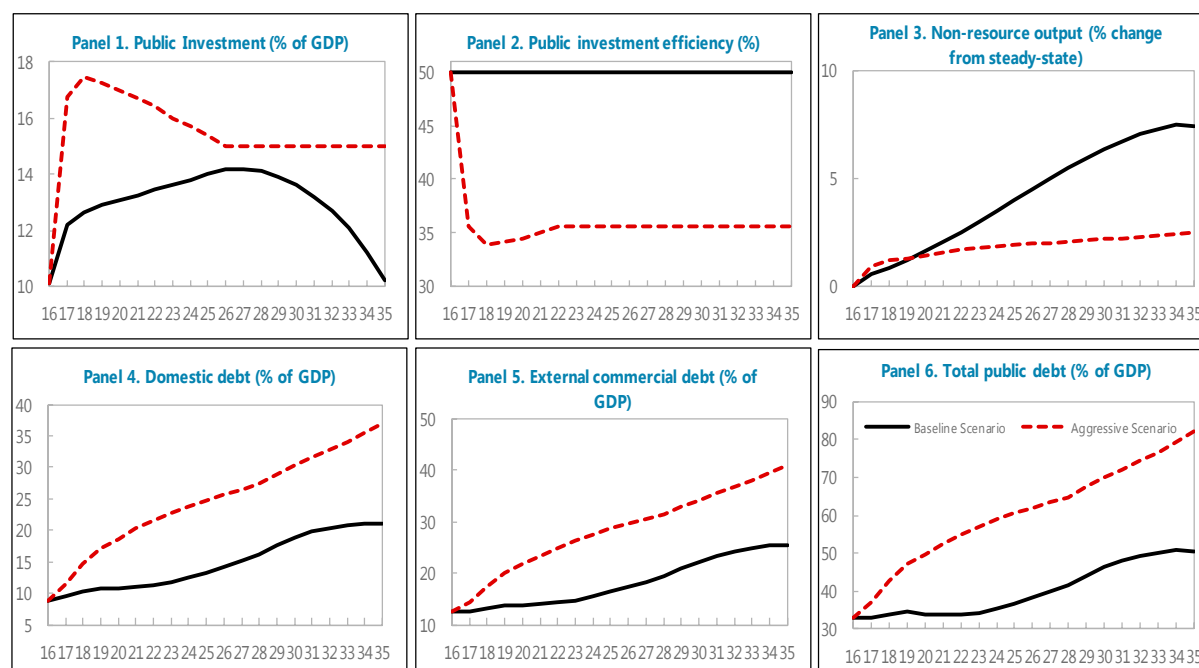 Panel 1. Public Investment (% of GDP)
18
16
14
12
10
16 17 18 19 20 21 22 23 24 25 26 27 28 29 30 31 32 33 34 35
Panel 2. Public investment efficiency (%)
50
45
40
35
30
16 17 18 19 20 21 22 23 24 25 26 27 28 29 30 31 32 33 34 35
Panel 3. Non-resource output (% change
from steady-state)
10
5
0
16 17 18 19 20 21 22 23 24 25 26 27 28 29 30 31 32 33 34 35
Panel 4. Domestic debt (% of GDP)
40
35
30
25
20
15
10
5
16 17 18 19 20 21 22 23 24 25 26 27 28 29 30 31 32 33 34 35
Panel 5. External commercial debt (% of
GDP)
50
40
30
20
10
16 17 18 19 20 21 22 23 24 25 26 27 28 29 30 31 32 33 34 35
Panel 6. Total public debt (% of GDP)
90
80
Baseline Scenario Aggressive Scenario
70
60
50
40
30
16 17 18 19 20 21 22 23 24 25 26 27 28 29 30 31 32 33 34 35